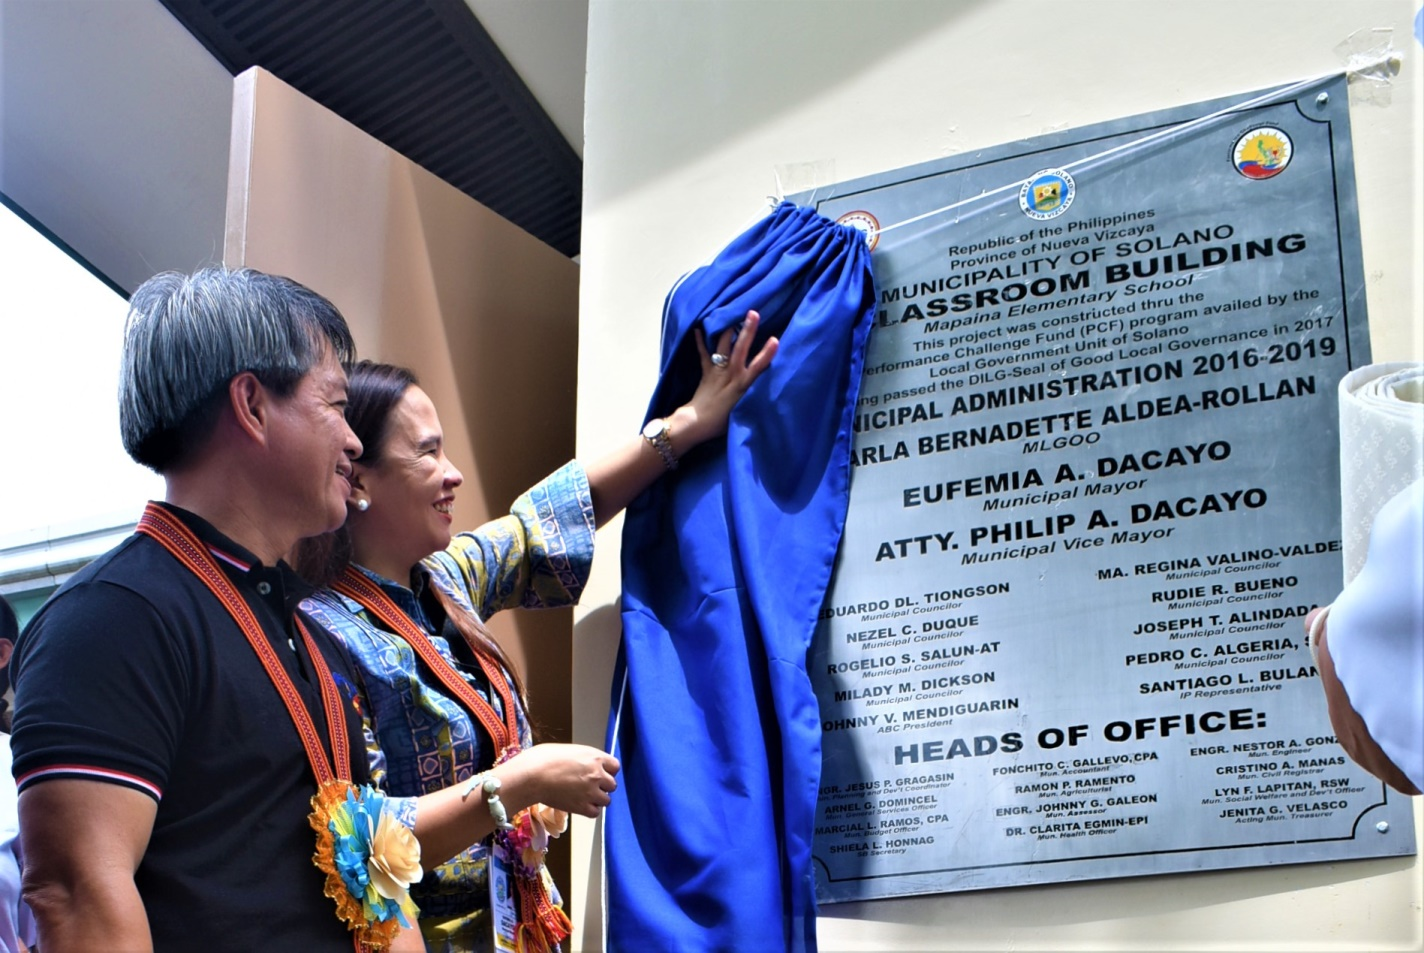 Republic of the Philippines
Province of Nueva Vizcaya
MUNICIPALITY OF SOLANO
LASSROOM BUILDING
Mapaina Elementary School
This project was constructed thru the
erformance Challenge Fund (PCF) program availed by the
Local Government Unit of Solano
ng passed the DILG-Seal of Good Local Governance in 2017
NICIPAL ADMINISTRATION 2016-2019
ARLA BERNADETTE ALDEA-ROLLAN
MLGOO
EUFEMIA A. DACAYO
Municipal Mayor
ATTY. PHILIP A. DACAYO
Municipal Vice Mayor
EDUARDO DL. TIONGSON
Municipal Councilor
NEZEL C. DUQUE
Municipal Councilor
ROGELIO S. SALUN-AT
Municipal Councilor
MILADY M. DICKSON
Municipal Councilor
OHNNY V. MENDIGUARIN
ABC President
MA. REGINA VALINO-VALDE
Municipal Councilor
RUDIE R. BUENO
Municipal Councilor
JOSEPH T. ALINDADA
Municipal Councilor
PEDRO C. ALGERIA,
Municipal Councilor
SANTIAGO L. BULAN
IP Representative
HEADS OF OFFICE:
NGR. JESUS P. GRAGASIN
Planning and Dev't Coordinator
ARNEL G. DOMINCEL
Mun. General Services Officer
MARCIAL L. RAMOS, CPA
Mun. Budget Officer
SHIELA L. HONNAG
SB Secretary
FONCHITO C. GALLEVO, CPA
Mun. Accountant
RAMON P. RAMENTO
Mun. Agriculturist
ENGR. JOHNNY G. GALEON
Mun. Assessor
DR. CLARITA EGMIN-EPI
Mun. Health Officer
ENGR. NESTOR A. GONZ
Mun. Engineer
CRISTINO A. MANAS
Mun. Civil Registrar
LYN F. LAPITAN, RSW
Mun. Social Welfare and Dev't Officer
JENITA G. VELASCO
Acting Mun. Treasurer